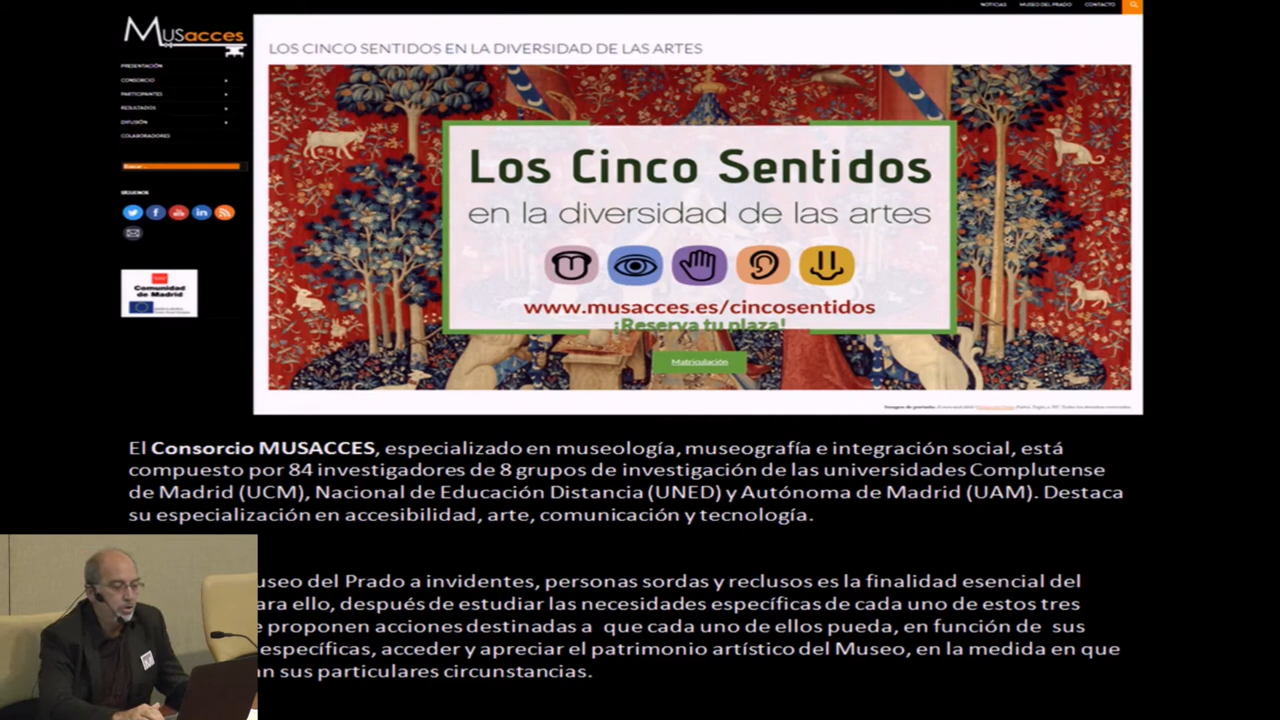 NOTICIAS MUSEO DEL PRADO CONTACTO
MUSacces
LOS CINCO SENTIDOS EN LA DIVERSIDAD DE LAS ARTES
PRESENTACIÓN
CONSORCIO
PARTICIPANTES
RESULTADOS
DIFUSIÓN
COLABORADORES
Buscar ...
SÍGUENOS
Comunidad
de Madrid
Los Cinco Sentidos
en la diversidad de las artes
www.musacces.es/cincosentidos
¡Reserva tu plaza!
Matriculación
El Consorcio MUSACCES, especializado en museología, museografía e integración social, está
compuesto por 84 investigadores de 8 grupos de investigación de las universidades Complutense
de Madrid (UCM), Nacional de Educación Distancia (UNED) y Autónoma de Madrid (UAM). Destaca
su especialización en accesibilidad, arte, comunicación y tecnología.
useo del Prado a invidentes, personas sordas y reclusos es la finalidad esencial del
ara ello, después de estudiar las necesidades específicas de cada uno de estos tres
e proponen acciones destinadas a que cada uno de ellos pueda, en función de sus
específicas, acceder y apreciar el patrimonio artístico del Museo, en la medida en que
an sus particulares circunstancias.